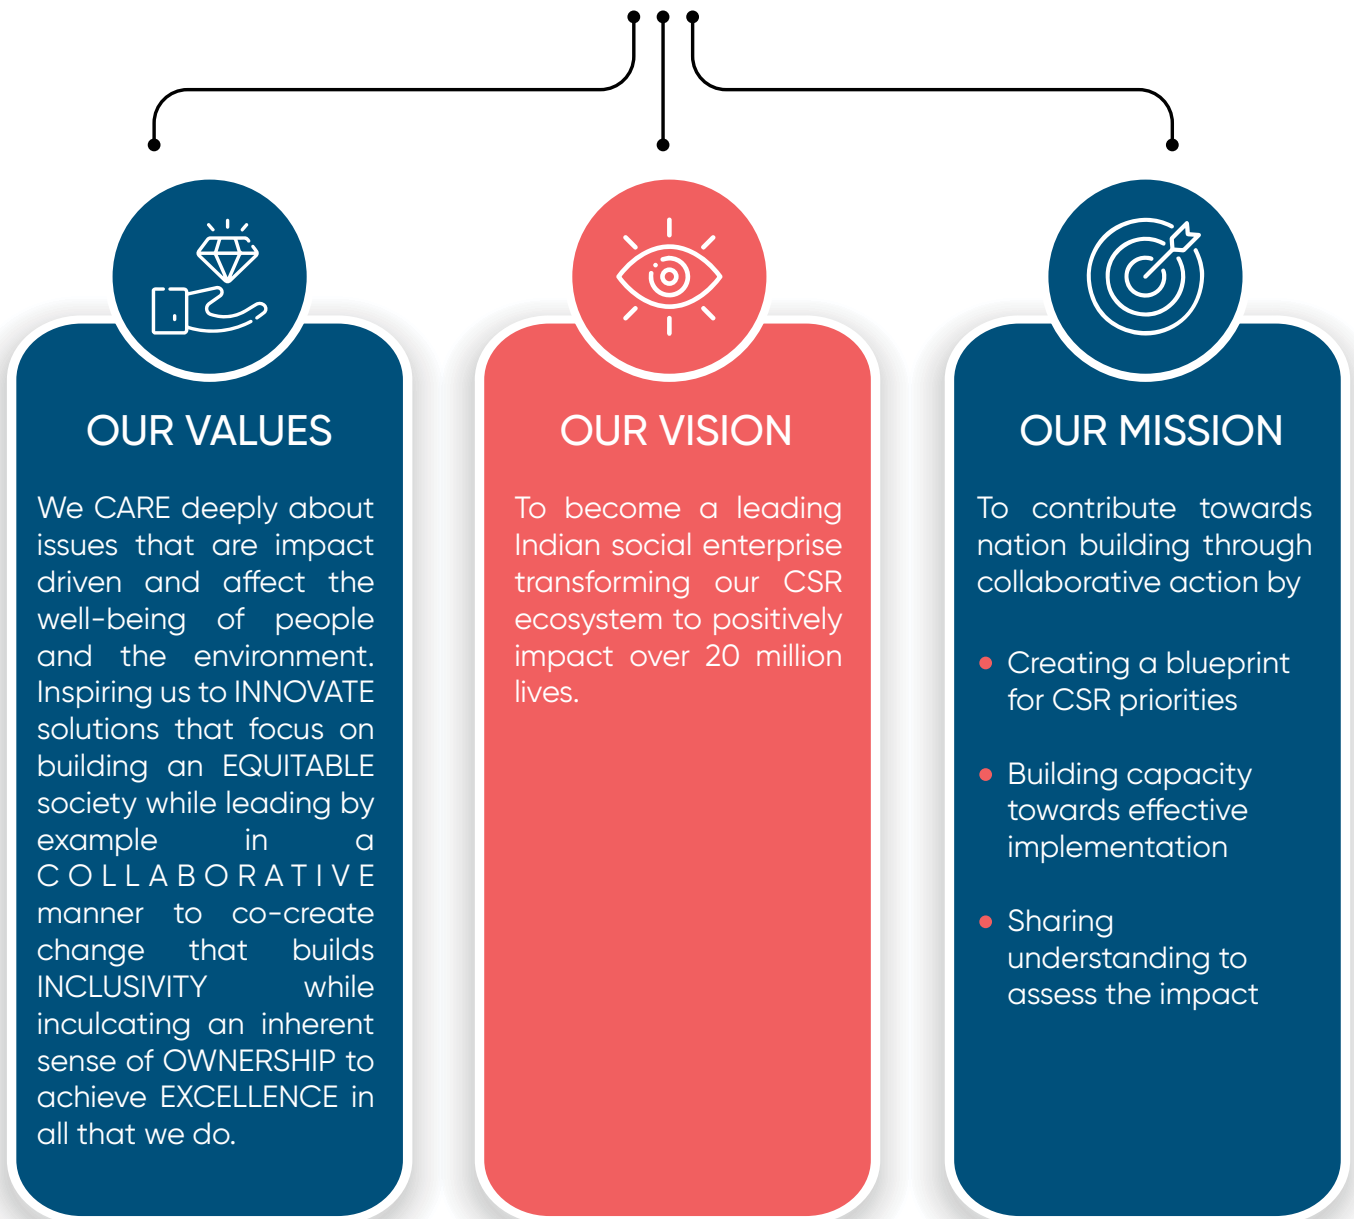 OUR VALUES
We CARE deeply about
issues that are impact
driven and affect the
well-being of people
and the environment.
Inspiring us to INNOVATE
solutions that focus on
building an EQUITABLE
society while leading by
example in a
COLLABORATIVE
manner to co-create
change that builds
INCLUSIVITY while
inculcating an inherent
sense of OWNERSHIP to
achieve EXCELLENCE in
all that we do.
OUR VISION
To become a leading
Indian social enterprise
transforming our CSR
ecosystem to positively
impact over 20 million
lives.
OUR MISSION
To contribute towards
nation building through
collaborative action by
• Creating a blueprint
for CSR priorities
• Building capacity
towards effective
implementation
• Sharing
understanding to
assess the impact